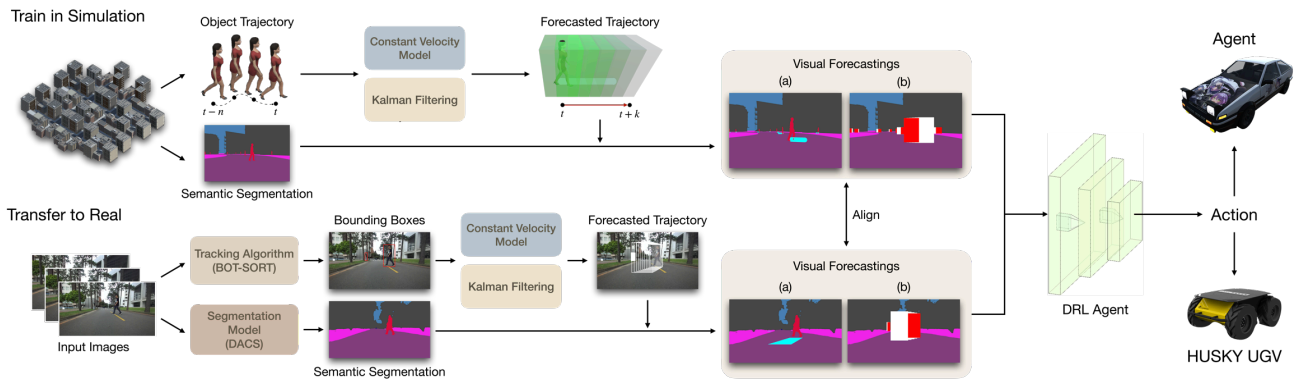 Train in Simulation
Object Trajectory
t − n
t
Constant Velocity
Model
Kalman Filtering
Forecasted Trajectory
t
t + k
Semantic Segmentation
Visual Forecastings
(a)
(b)
Align
Transfer to Real
Input Images
Tracking Algorithm
(BOT-SORT)
Segmentation
Model
(DACS)
Bounding Boxes
Semantic Segmentation
Constant Velocity
Model
Kalman Filtering
Forecasted Trajectory
Visual Forecastings
(a)
(b)
DRL Agent
Agent
Action
HUSKY UGV